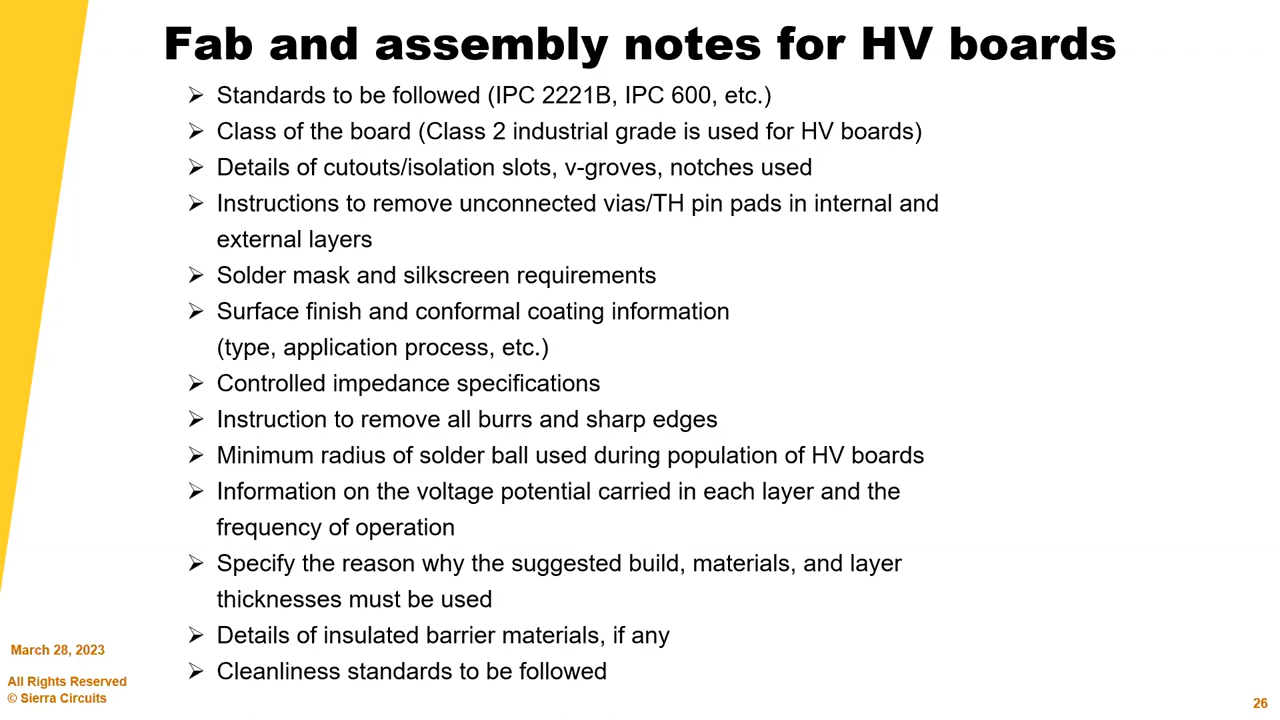 Fab and assembly notes for HV boards
➢ Standards to be followed (IPC 2221B, IPC 600, etc.)
➢ Class of the board (Class 2 industrial grade is used for HV boards)
➢ Details of cutouts/isolation slots, v-groves, notches used
➢ Instructions to remove unconnected vias/TH pin pads in internal and
external layers
➢ Solder mask and silkscreen requirements
➢ Surface finish and conformal coating information
(type, application process, etc.)
➢ Controlled impedance specifications
➢ Instruction to remove all burrs and sharp edges
➢ Minimum radius of solder ball used during population of HV boards
➢ Information on the voltage potential carried in each layer and the
frequency of operation
➢ Specify the reason why the suggested build, materials, and layer
thicknesses must be used
➢ Details of insulated barrier materials, if any
➢ Cleanliness standards to be followed
March 28, 2023
All Rights Reserved
© Sierra Circuits
26